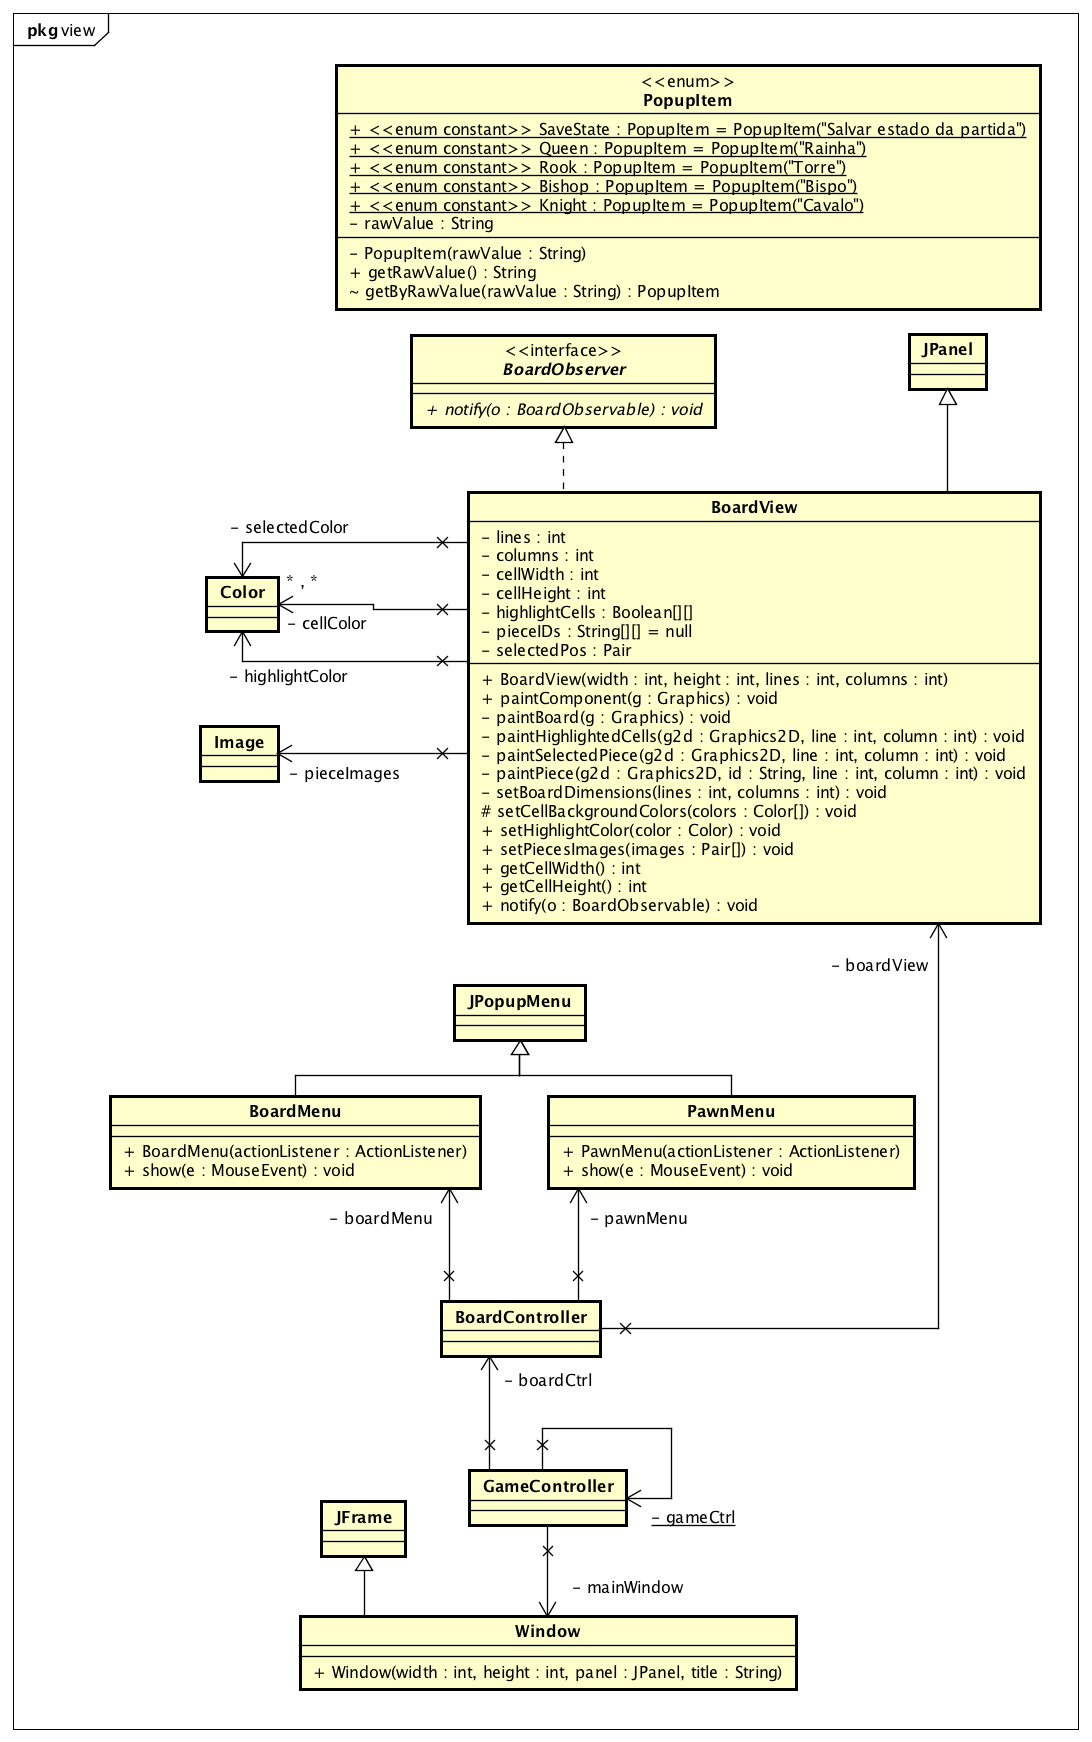 pkg view
<<enum>>
PopupItem
+ <<enum constant>> SaveState : PopupItem = PopupItem("Salvar estado da partida")
+ <<enum constant>> Queen : PopupItem = PopupItem("Rainha")
+ <<enum constant>> Rook : PopupItem = PopupItem("Torre")
+ <<enum constant>> Bishop : PopupItem = PopupItem("Bispo")
+ <<enum constant>> Knight : PopupItem = PopupItem("Cavalo")
- rawValue : String
- PopupItem(rawValue : String)
+ getRawValue() : String
~ getByRawValue(rawValue : String) : PopupItem
<<interface>>
BoardObserver
+ notify(o : BoardObservable) : void
JPanel
BoardView
- lines : int
- columns : int
- cellWidth : int
- cellHeight : int
- highlightCells : Boolean[][]
- pieceIDs : String[][] = null
- selectedPos : Pair
+ BoardView(width : int, height : int, lines : int, columns : int)
+ paintComponent(g : Graphics) : void
- paintBoard(g : Graphics) : void
- paintHighlightedCells(g2d : Graphics2D, line : int, column : int) : void
- paintSelectedPiece(g2d : Graphics2D, line : int, column : int) : void
- paintPiece(g2d : Graphics2D, id : String, line : int, column : int) : void
- setBoardDimensions(lines : int, columns : int) : void
# setCellBackgroundColors(colors : Color[]) : void
+ setHighlightColor(color : Color) : void
+ setPiecesImages(images : Pair[]) : void
+ getCellWidth() : int
+ getCellHeight() : int
+ notify(o : BoardObservable) : void
- selectedColor
* , *
Color
- cellColor
- highlightColor
Image
- pieceImages
- boardView
JPopupMenu
BoardMenu
+ BoardMenu(actionListener : ActionListener)
+ show(e : MouseEvent) : void
PawnMenu
+ PawnMenu(actionListener : ActionListener)
+ show(e : MouseEvent) : void
- boardMenu
- pawnMenu
BoardController
- boardCtrl
GameController
- gameCtrl
JFrame
- mainWindow
Window
+ Window(width : int, height : int, panel : JPanel, title : String)